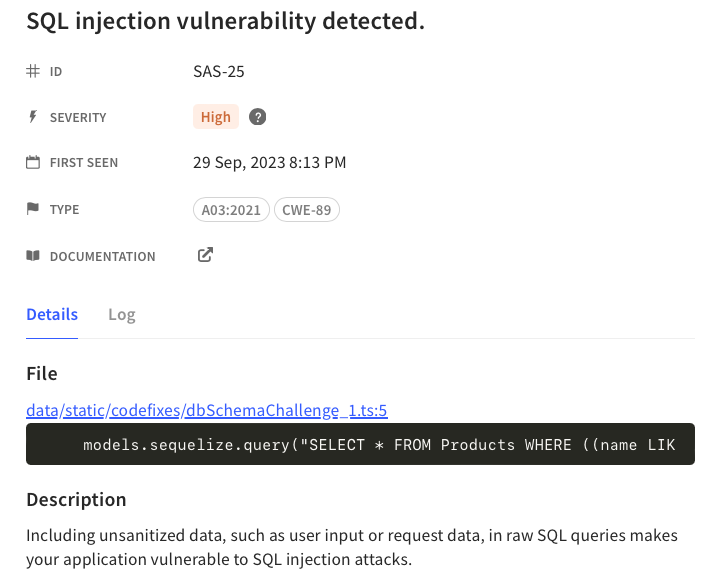 SQL injection vulnerability detected.
ID SAS-25
SEVERITY High ?
FIRST SEEN 29 Sep, 2023 8:13 PM
TYPE A03:2021 CWE-89
DOCUMENTATION
Details Log
File
data/static/codefixes/dbSchemaChallenge_1.ts:5
models.sequelize.query("SELECT * FROM Products WHERE ((name LIK
Description
Including unsanitized data, such as user input or request data, in raw SQL queries makes
your application vulnerable to SQL injection attacks.